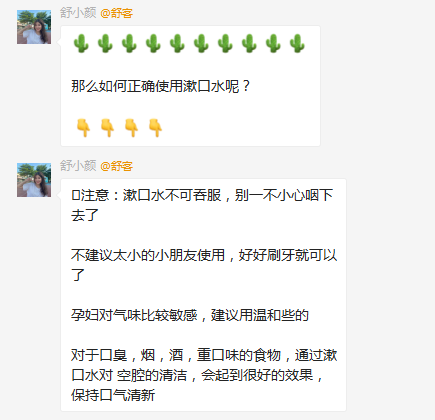 舒小颜 @舒客
🌵🌵🌵🌵🌵🌵🌵🌵🌵🌵
那么如何正确使用漱口水呢？
👇👇👇👇
舒小颜 @舒客
▯注意：漱口水不可吞服，别一不小心咽下
去了
不建议太小的小朋友使用，好好刷牙就可以
了
孕妇对气味比较敏感，建议用温和些的
对于口臭，烟，酒，重口味的食物，通过漱
口水对 空腔的清洁，会起到很好的效果，
保持口气清新